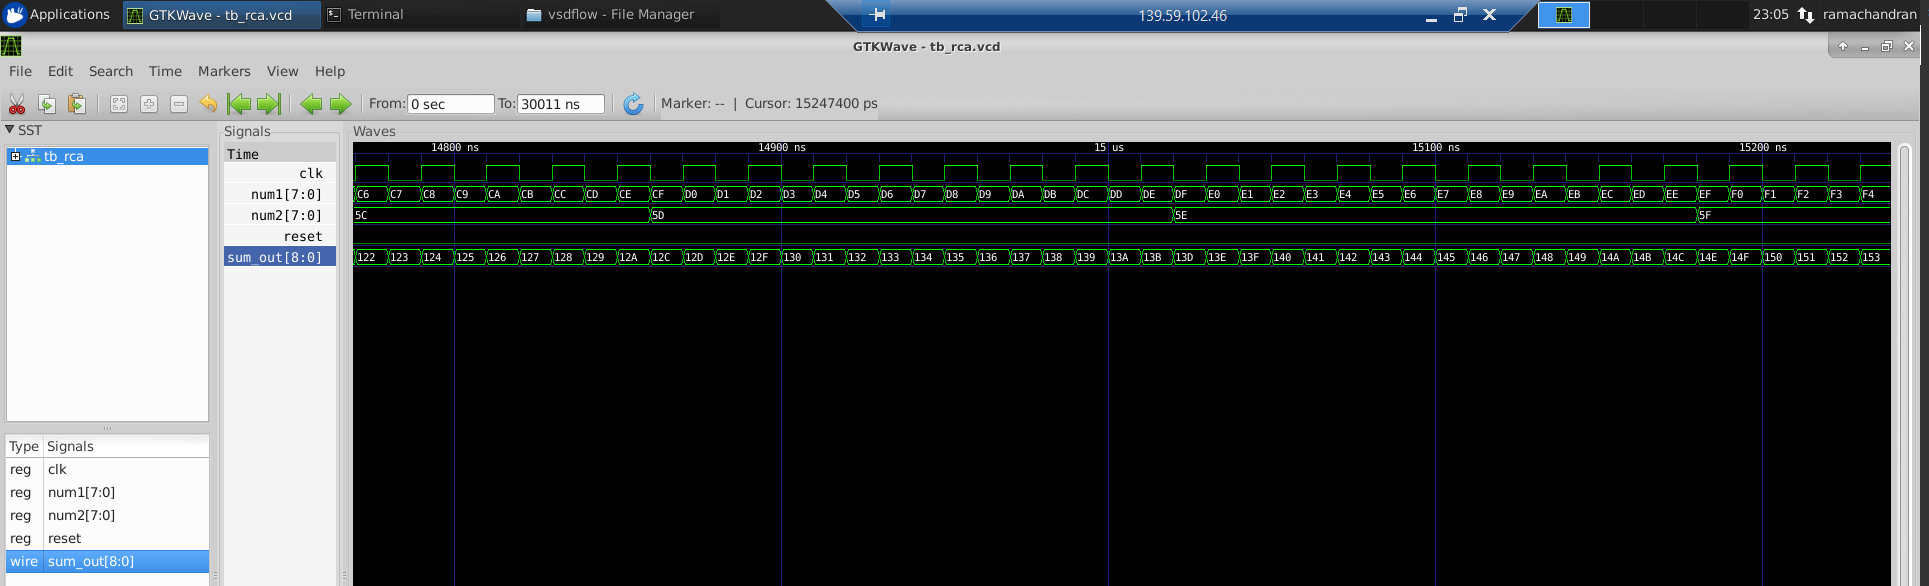 Applications GTKWave - tb_rca.vcd Terminal vsdflow - File Manager 139.59.102.46 23:05 ramachandran
GTKWave - tb_rca.vcd
File Edit Search Time Markers View Help
From: 0 sec To: 30011 ns Marker: -- | Cursor: 15247400 ps
SST Signals Waves
tb_rca
Time 14800 ns 14900 ns 15 us 15100 ns 15200 ns
clk
num1[7:0] C6 C7 C8 C9 CA CB CC CD CE CF D0 D1 D2 D3 D4 D5 D6 D7 D8 D9 DA DB DC DD DE DF E0 E1 E2 E3 E4 E5 E6 E7 E8 E9 EA EB EC ED EE EF F0 F1 F2 F3 F4
num2[7:0] 5C 5D 5E 5F
reset
sum_out[8:0] 122 123 124 125 126 127 128 129 12A 12C 12D 12E 12F 130 131 132 133 134 135 136 137 138 139 13A 13B 13D 13E 13F 140 141 142 143 144 145 146 147 148 149 14A 14B 14C 14E 14F 150 151 152 153
Type Signals
reg clk
reg num1[7:0]
reg num2[7:0]
reg reset
wire sum_out[8:0]